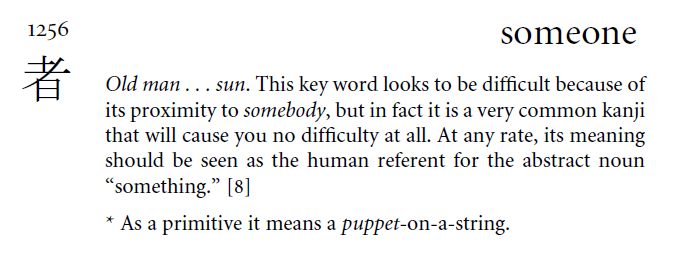 1256
someone
者
Old man . . . sun. This key word looks to be difficult because of
its proximity to somebody, but in fact it is a very common kanji
that will cause you no difficulty at all. At any rate, its meaning
should be seen as the human referent for the abstract noun
“something.” [8]
* As a primitive it means a puppet-on-a-string.